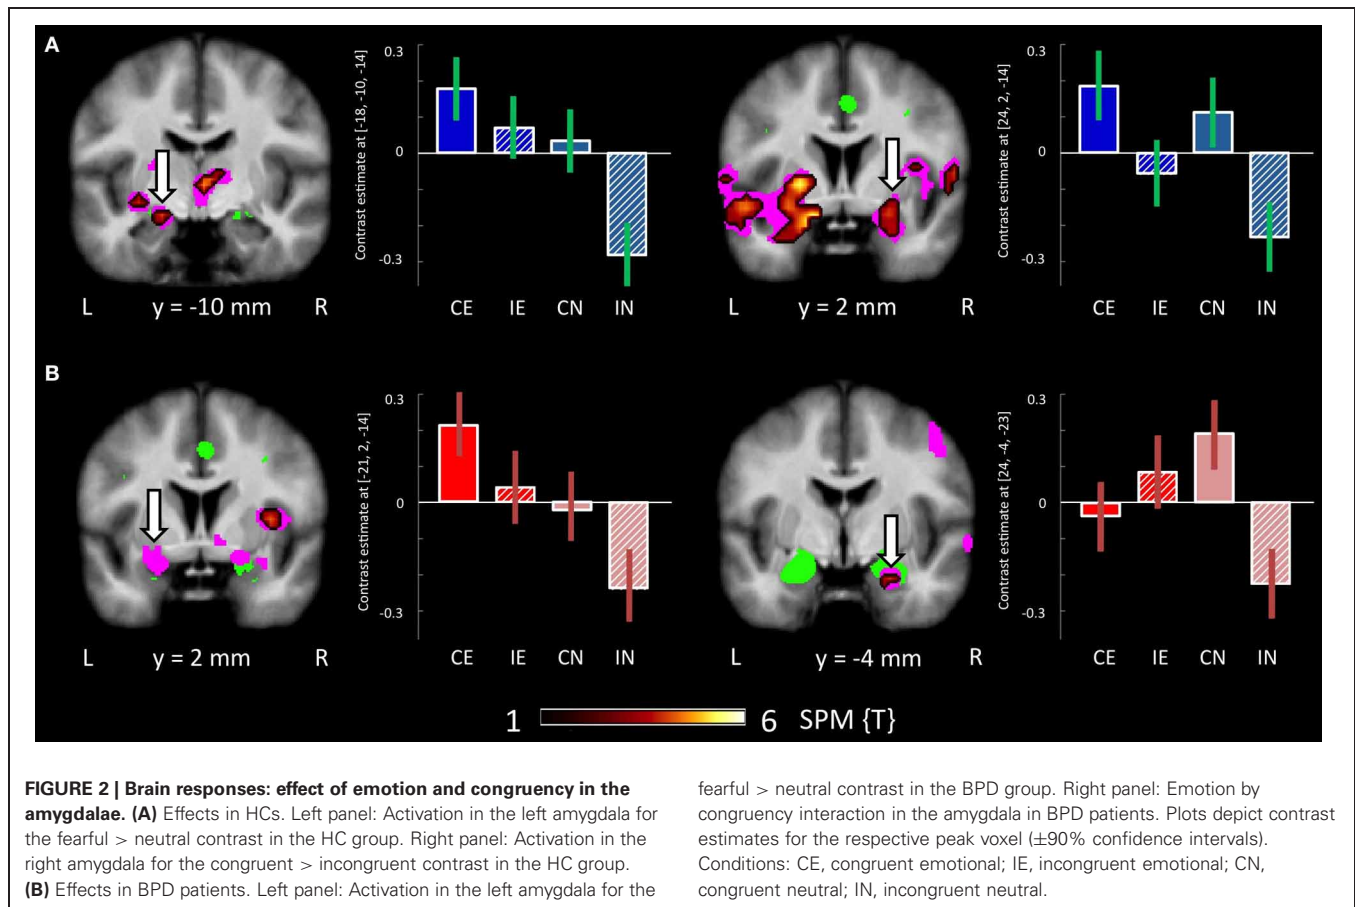 A
0.3
0
-0.3
Contrast estimate at [-18, -10, -14]
CE IE CN IN
L y = -10 mm R
0.3
0
-0.3
Contrast estimate at [24, 2, -14]
CE IE CN IN
L y = 2 mm R
B
0.3
0
-0.3
Contrast estimate at [-21, 2, -14]
CE IE CN IN
L y = 2 mm R
0.3
0
-0.3
Contrast estimate at [24, -4, -23]
CE IE CN IN
L y = -4 mm R
1 6 SPM {T}
FIGURE 2 | Brain responses: effect of emotion and congruency in the
amygdalae. (A) Effects in HCs. Left panel: Activation in the left amygdala for
the fearful > neutral contrast in the HC group. Right panel: Activation in the
right amygdala for the congruent > incongruent contrast in the HC group.
(B) Effects in BPD patients. Left panel: Activation in the left amygdala for the
fearful > neutral contrast in the BPD group. Right panel: Emotion by
congruency interaction in the amygdala in BPD patients. Plots depict contrast
estimates for the respective peak voxel (±90% confidence intervals).
Conditions: CE, congruent emotional; IE, incongruent emotional; CN,
congruent neutral; IN, incongruent neutral.